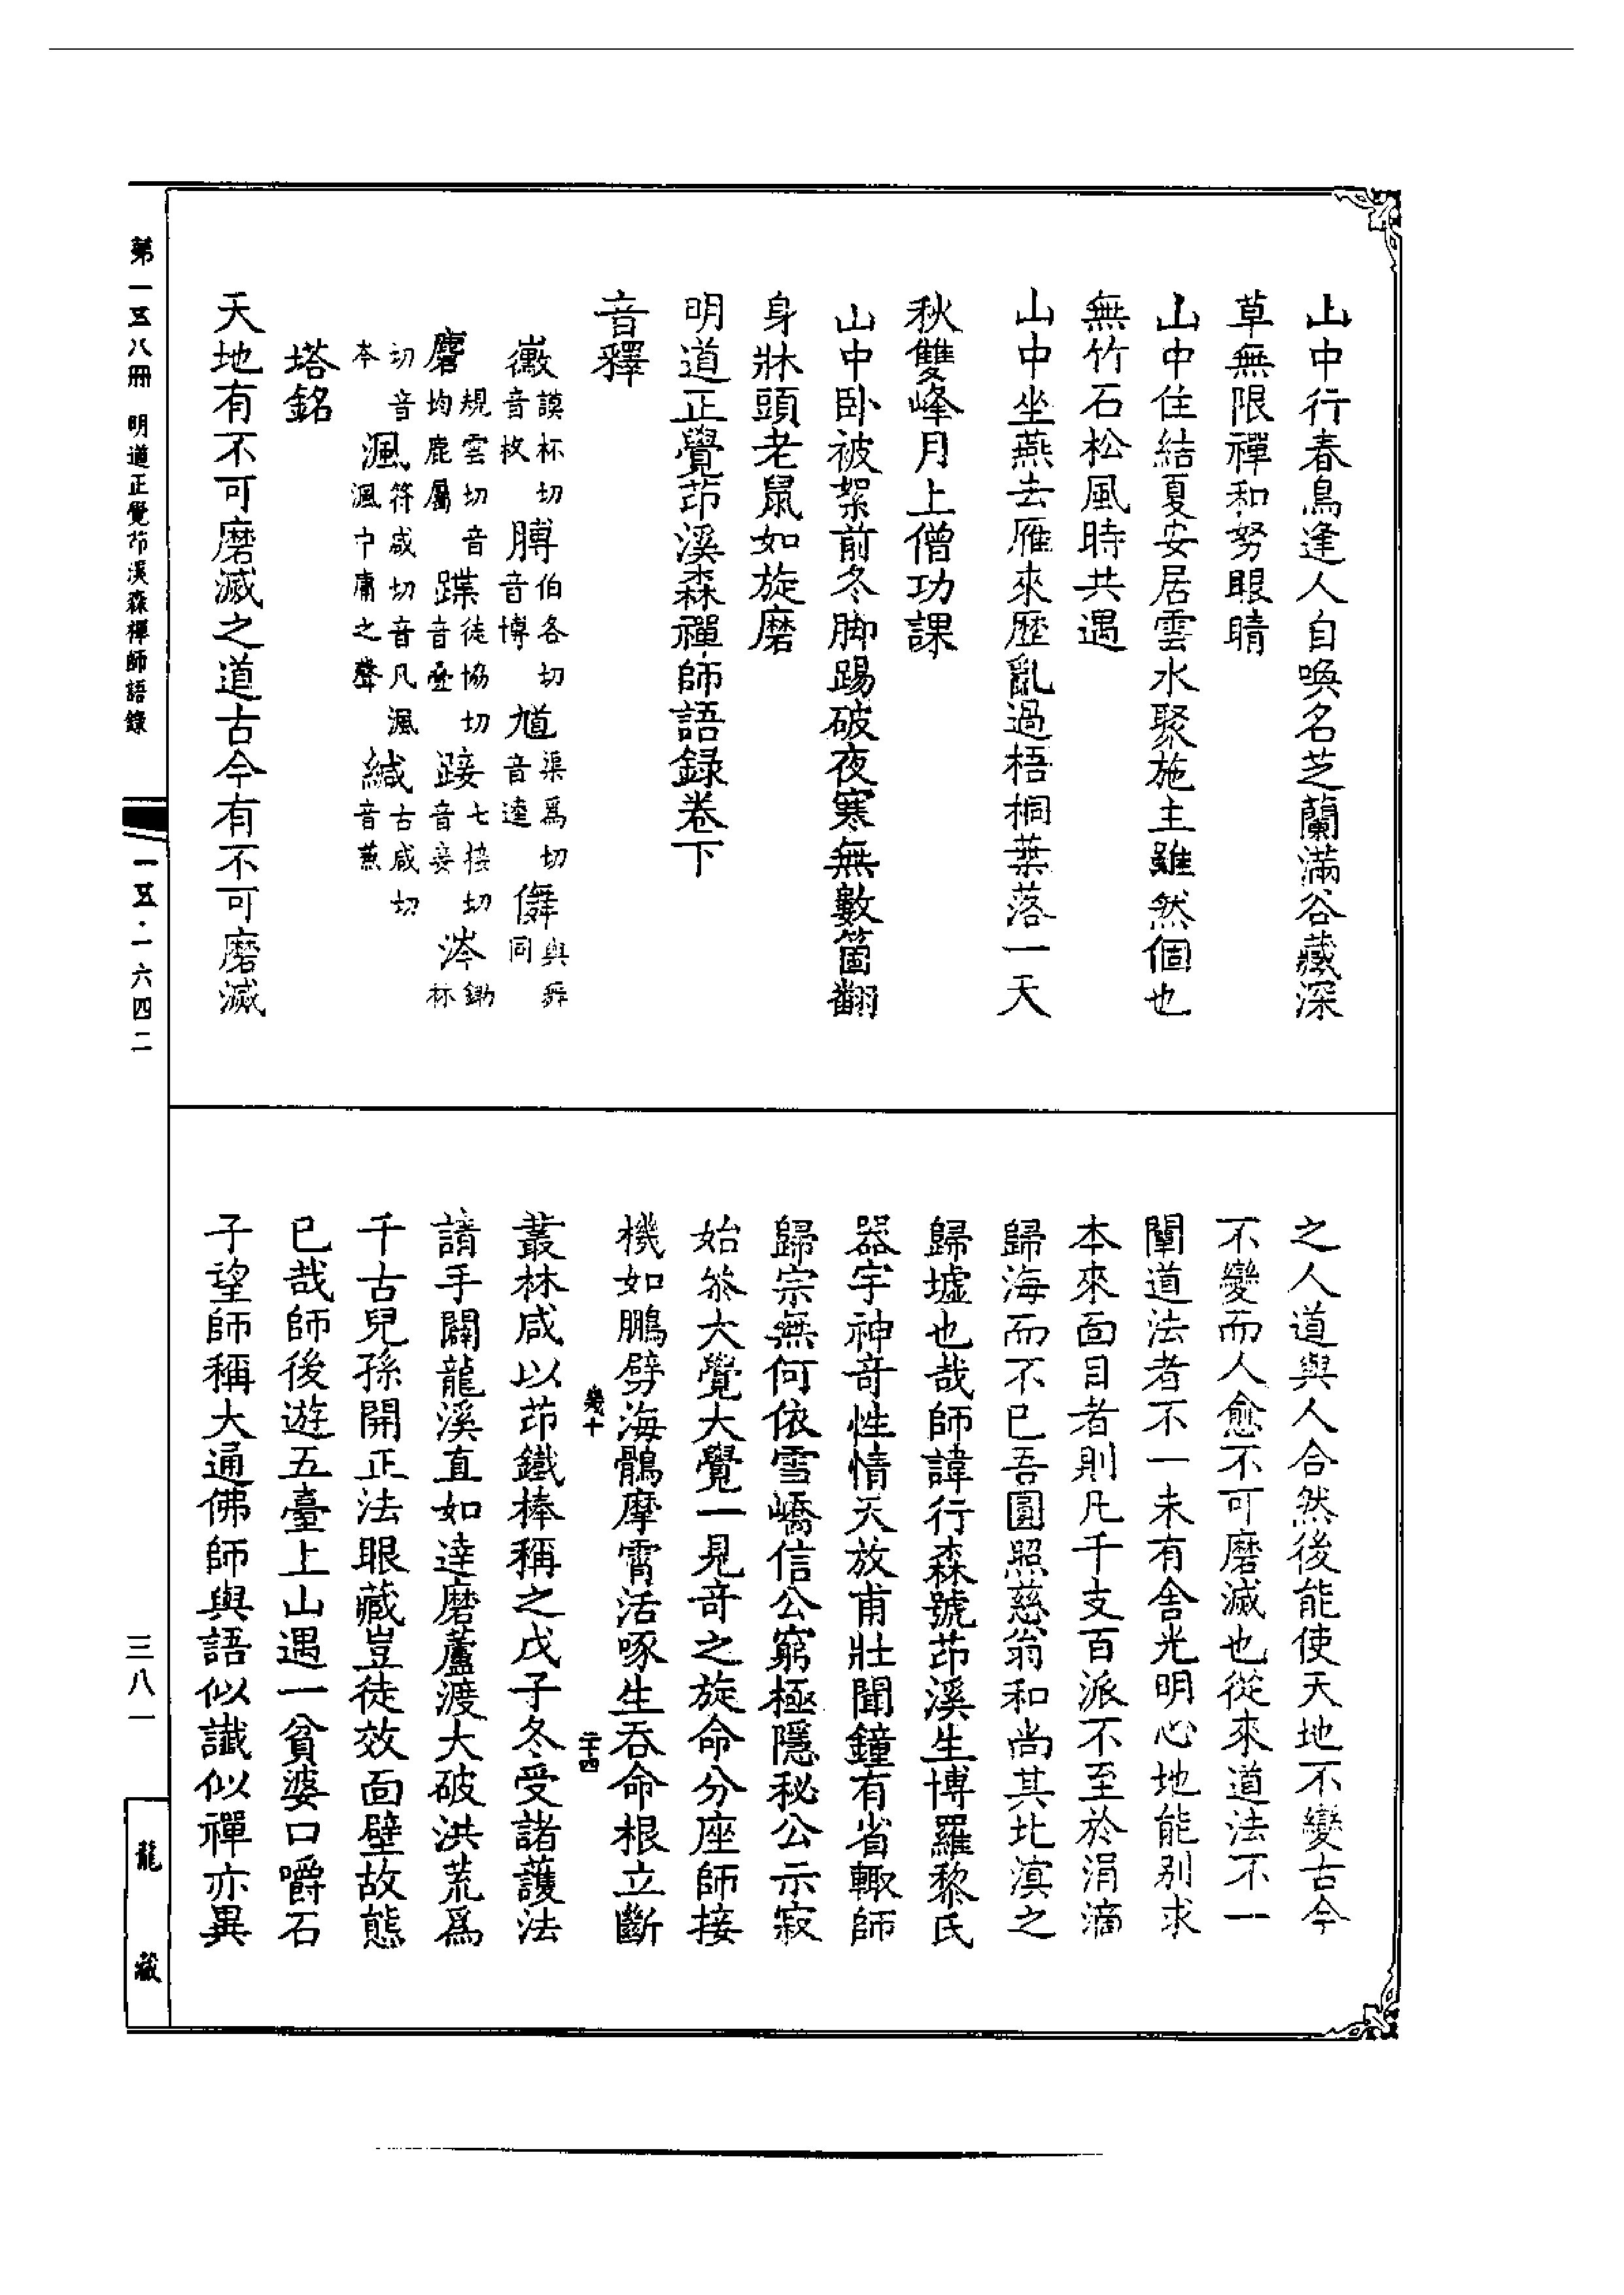 山中行春鳥逢人自喚名芝蘭滿谷藏深
草無限禪和努眼睛
山中住結夏安居雲水聚施主雖然個也
無竹石松風時共遇
山中坐燕去雁來歷亂過梧桐葉落一天
秋雙峰月上僧功課
山中卧被絮前冬脚踢破夜寒無數箇翻
身牀頭老鼠如旋磨
明道正覺茚溪森禪師語録卷下
音釋
黴謨杯切音枚 膊伯各切音博 馗渠爲切音逵 儛與舞同
麏規雲切音均鹿屬 蹀徒協切音疊 踥七接切音妾 涔鋤林
切音本 渢符咸切音凡渢渢中庸之聲 緘古咸切音蒹
塔銘
天地有不可磨滅之道古今有不可磨滅
之人道與人合然後能使天地不變古今
不變而人愈不可磨滅也從來道法不一
闡道法者不一未有舍光明心地能別求
本來面目者則凡千支百派不至於涓滴
歸海而不已吾圓照慈翁和尚其北溟之
歸墟也哉師諱行森號茚溪生博羅黎氏
器宇神奇性情天放甫壯聞鐘有省輙師
歸宗無何依雪嶠信公窮極隱秘公示寂
始叅大覺大覺一見奇之旋命分座師接
機如鵬劈海鶻摩霄活啄生吞命根立斷
幾十
二十四
叢林咸以茚鐵棒稱之戊子冬受諸護法
請手闢龍溪直如達磨蘆渡大破洪荒爲
千古兒孫開正法眼藏豈徒效面壁故態
已哉師後遊五臺上山遇一貧婆口嚼石
子望師稱大通佛師與語似讖似禪亦異
第一五八冊 明道正覺茚溪森禪師語錄
一五·一六四二
三八一
龍藏